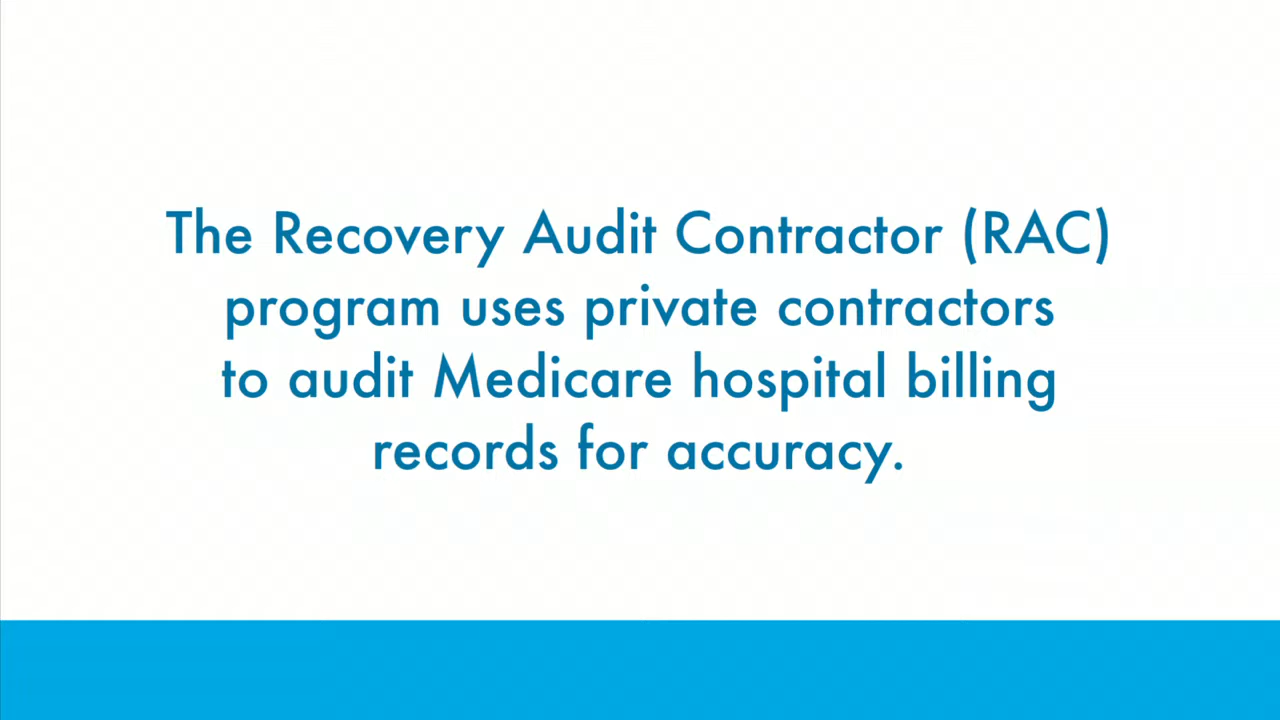 The Recovery Audit Contractor (RAC)
program uses private contractors
to audit Medicare hospital billing
records for accuracy.